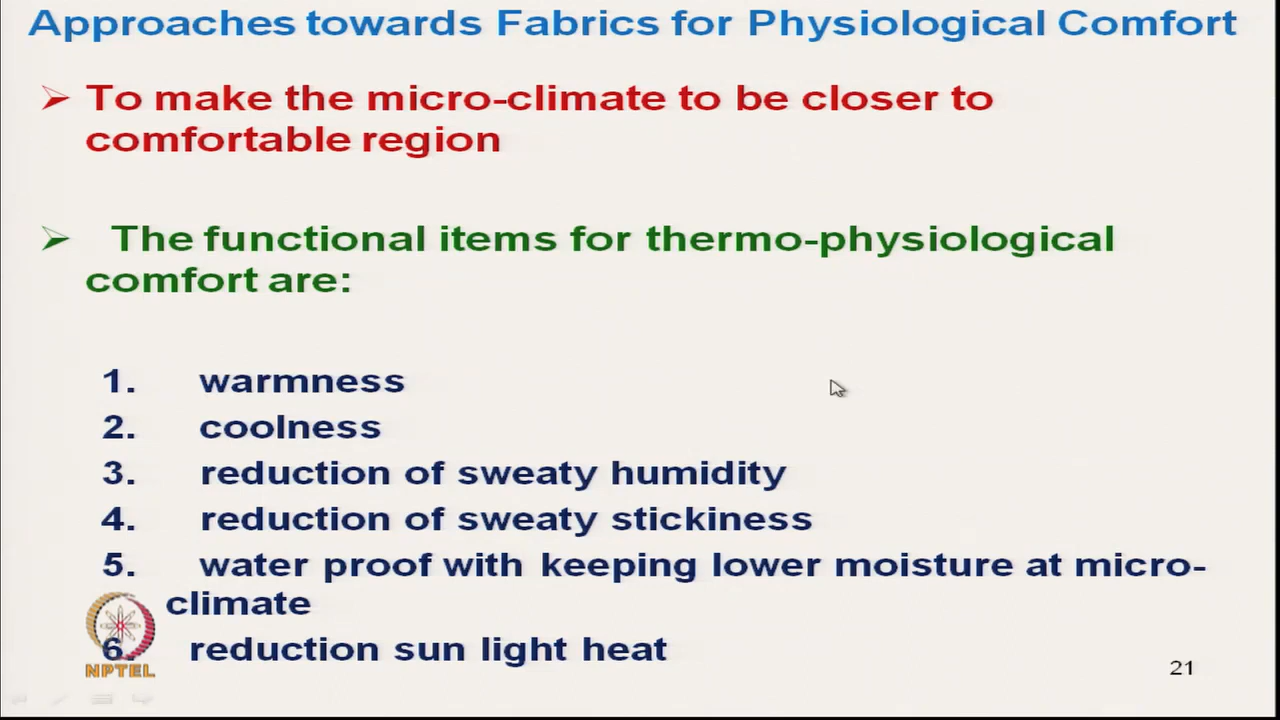 Approaches towards Fabrics for Physiological Comfort
To make the micro-climate to be closer to
comfortable region
The functional items for thermo-physiological
comfort are:
1. warmness
2. coolness
3. reduction of sweaty humidity
4. reduction of sweaty stickiness
5. water proof with keeping lower moisture at micro-
climate
6. reduction sun light heat
NPTEL
21